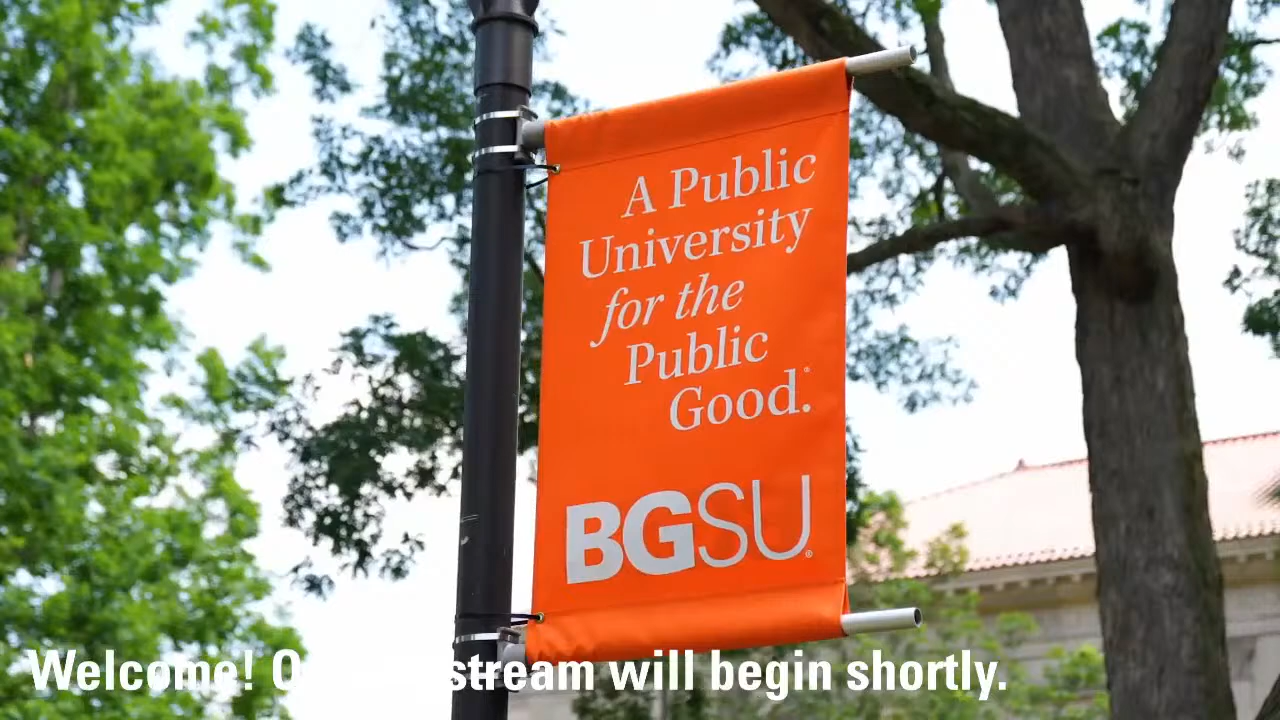 A Public
University
for the
Public
Good.®
BGSU®
Welcome! O stream will begin shortly.